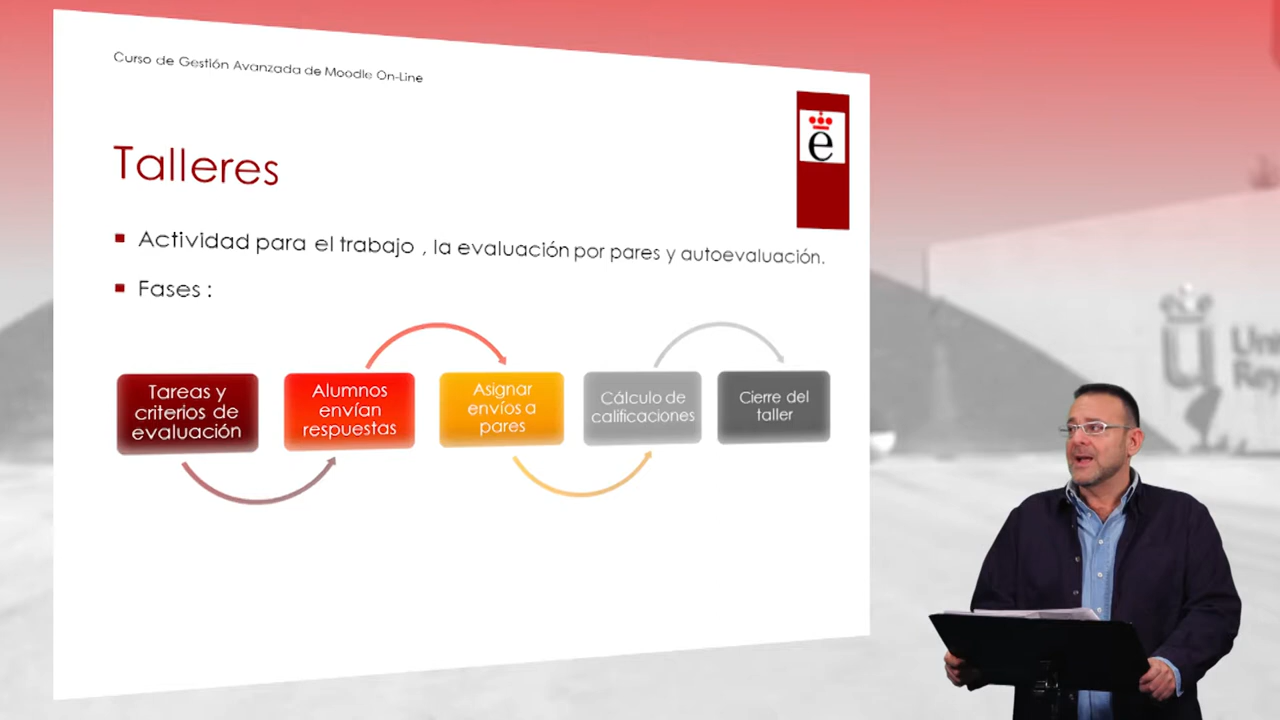 Curso de Gestión Avanzada de Moodle On-Line
e
Talleres
Actividad para el trabajo , la evaluación por pares y autoevaluación.
Fases :
Tareas y
criterios de
evaluación
Alumnos
envían
respuestas
Asignar
envíos a
pares
Cálculo de
calificaciones
Cierre del
taller